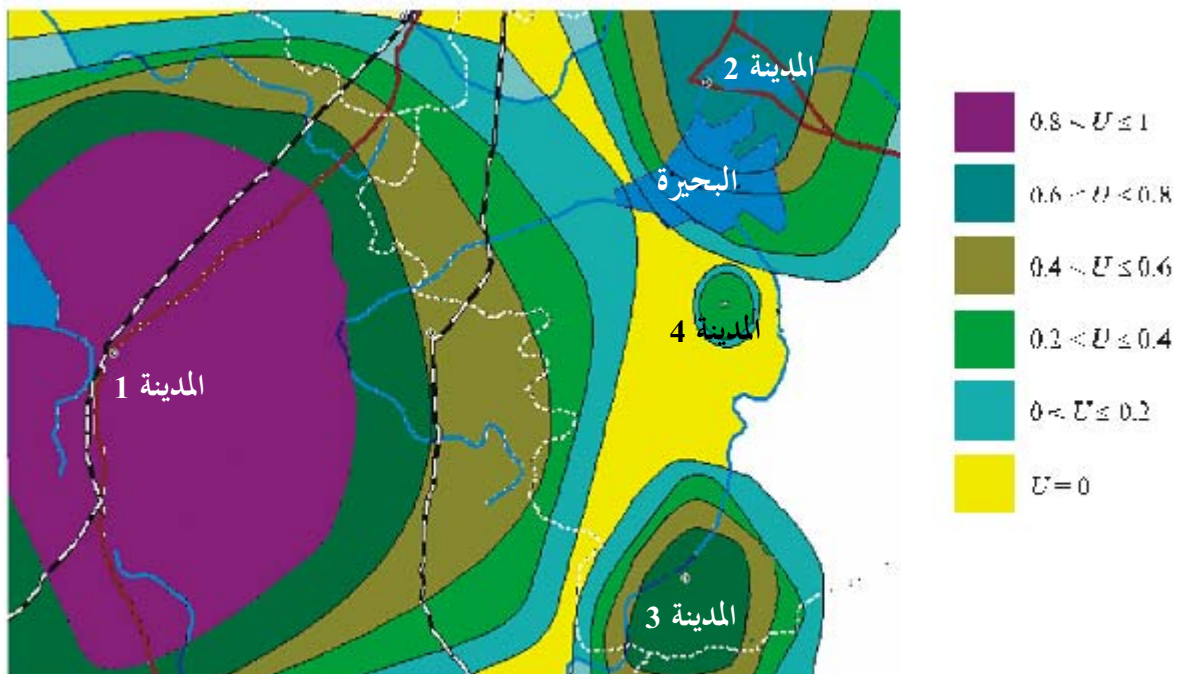 المدينة 2
البحيرة
المدينة 4
المدينة 1
المدينة 3
0.8 < U ≤ 1
0.6 < U < 0.8
0.4 < U ≤ 0.6
0.2 < U ≤ 0.4
0 < U ≤ 0.2
U = 0